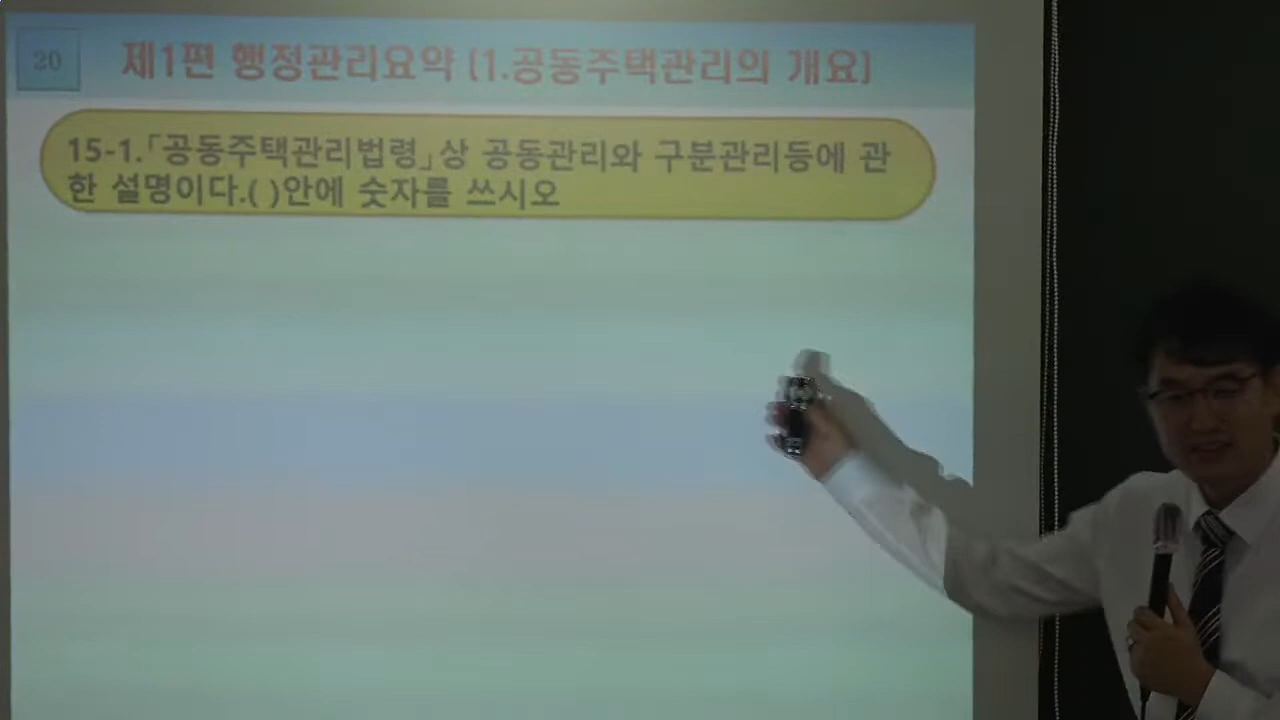 20
제1편 행정관리요약 [1.공동주택관리의 개요]
15-1.「공동주택관리법령」상 공동관리와 구분관리등에 관
한 설명이다.( )안에 숫자를 쓰시오